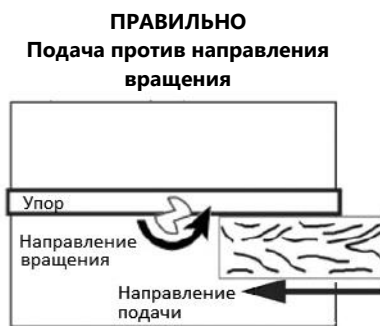 ПРАВИЛЬНО
Подача против направления
вращения
Упор
Направление
вращения
Направление
подачи